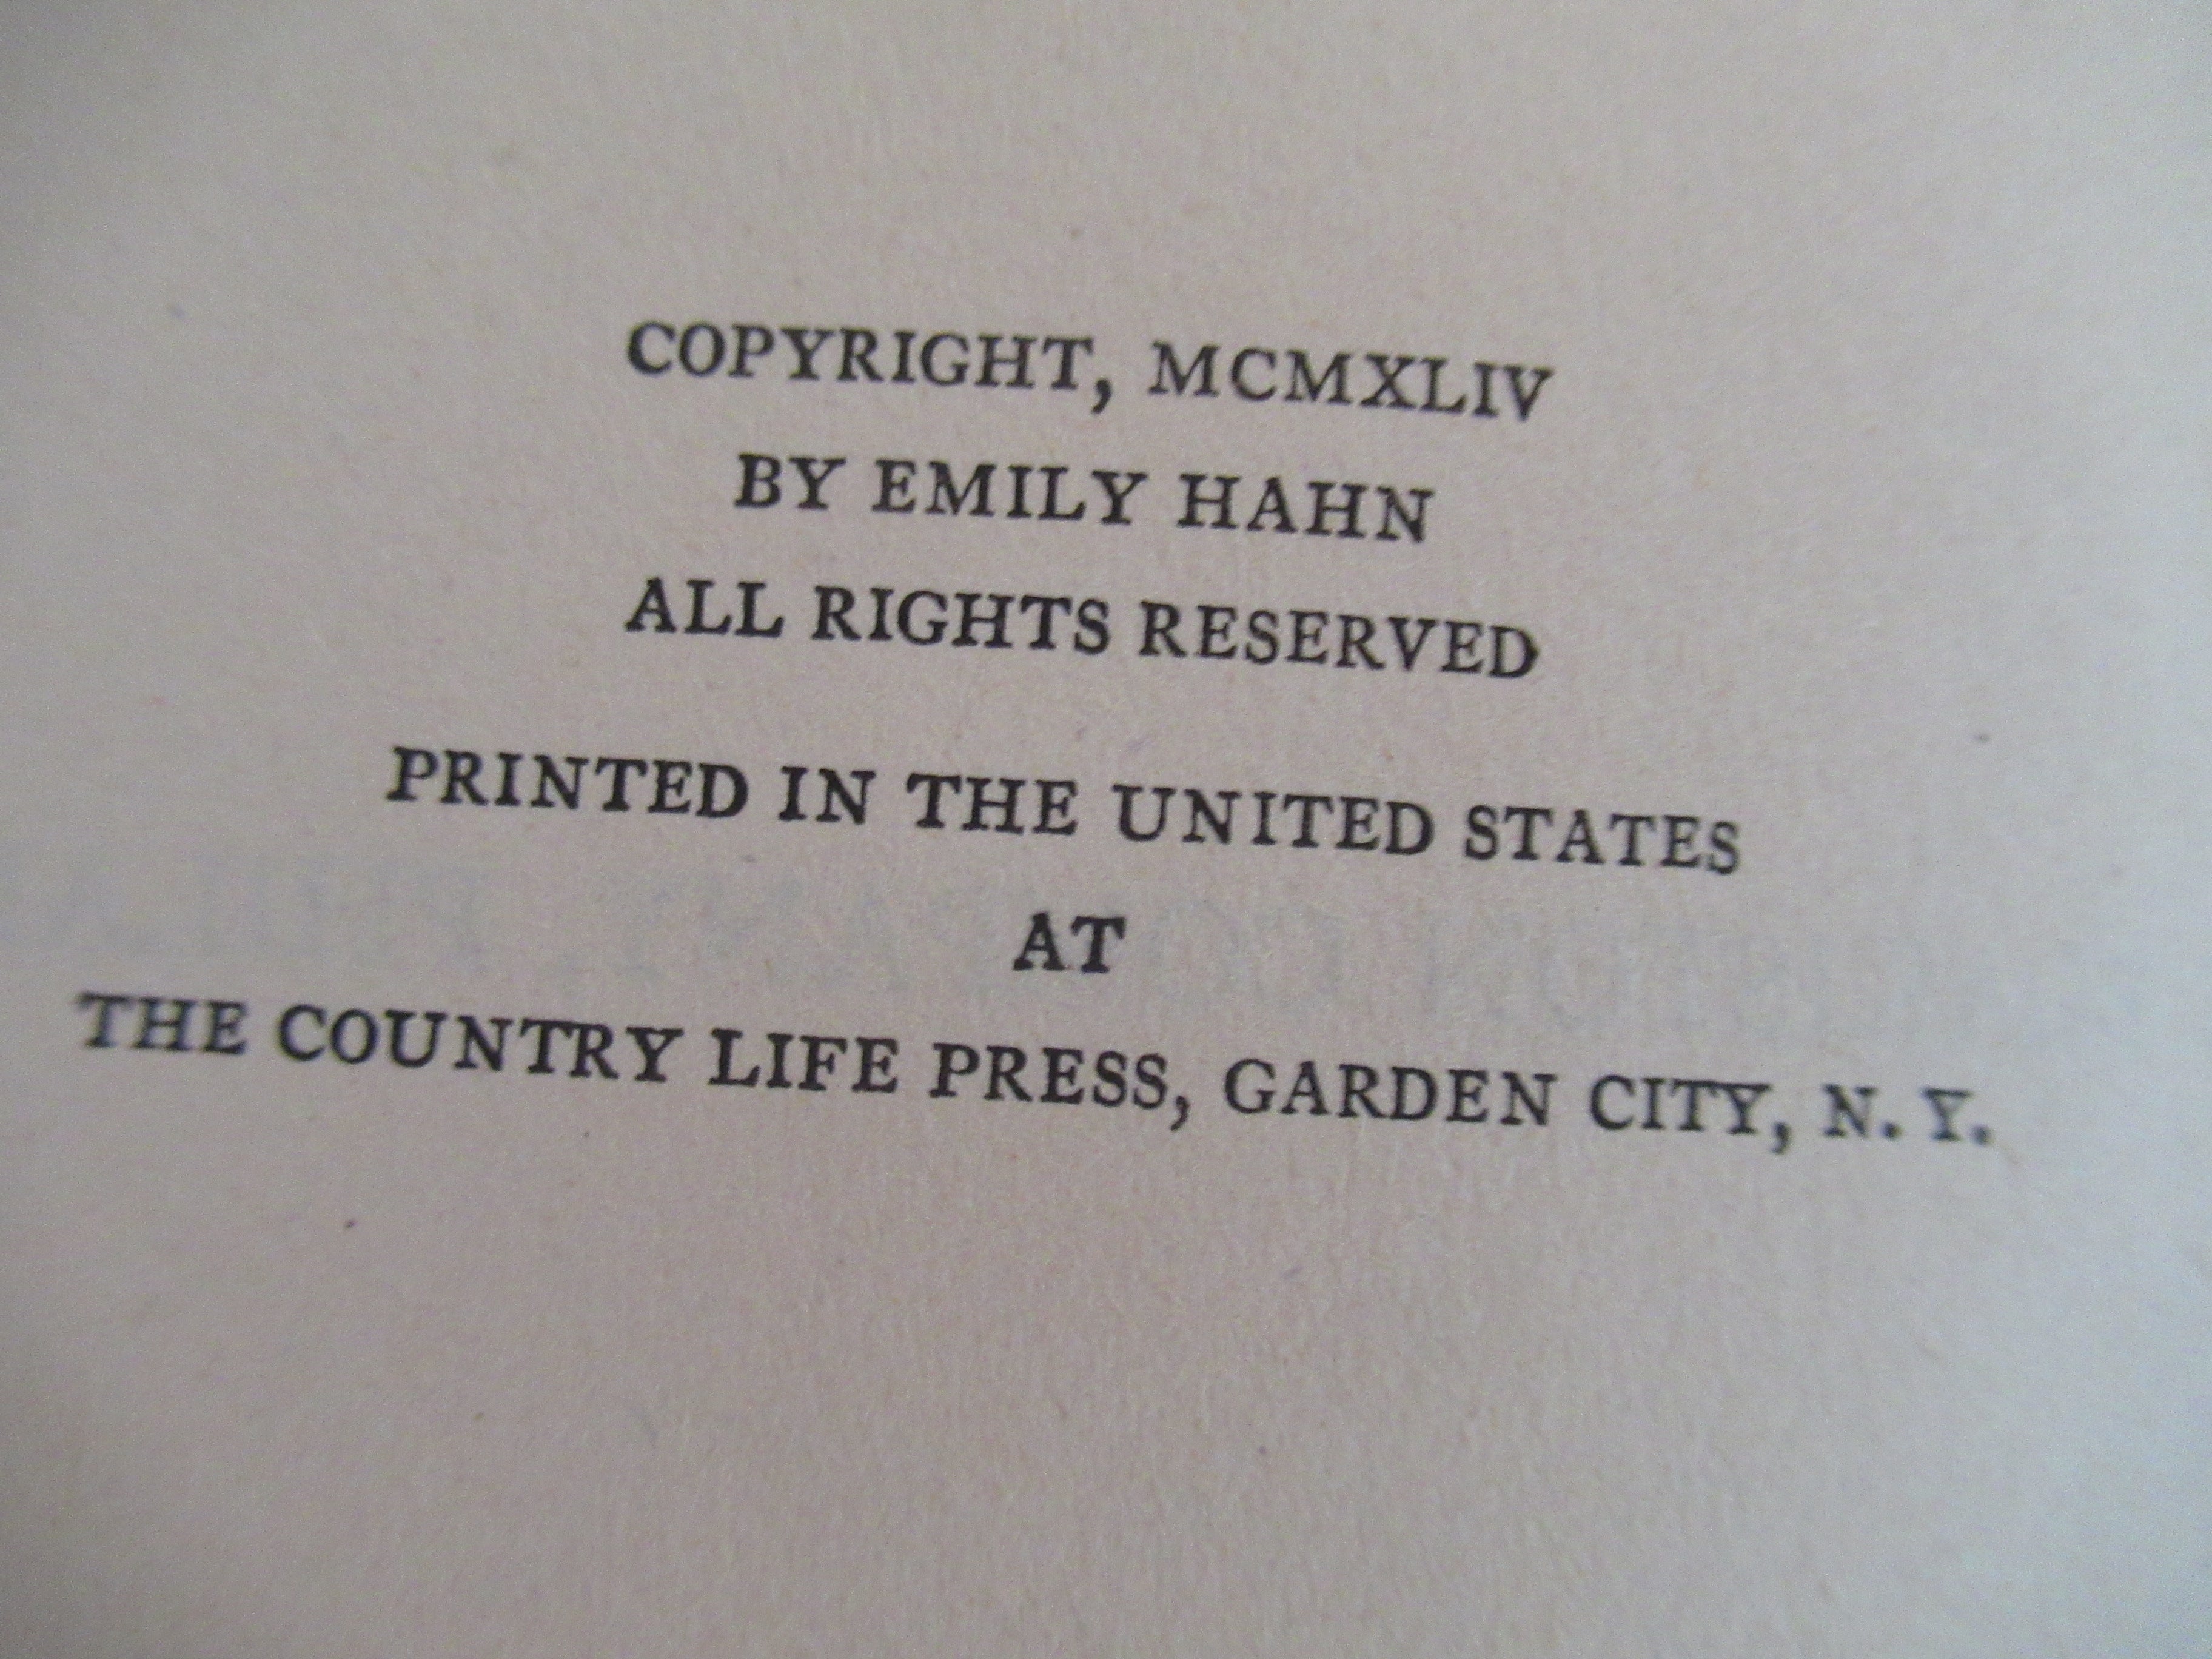 COPYRIGHT, MCMXLIV
BY EMILY HAHN
ALL RIGHTS RESERVED
PRINTED IN THE UNITED STATES
AT
THE COUNTRY LIFE PRESS, GARDEN CITY, N. Y.